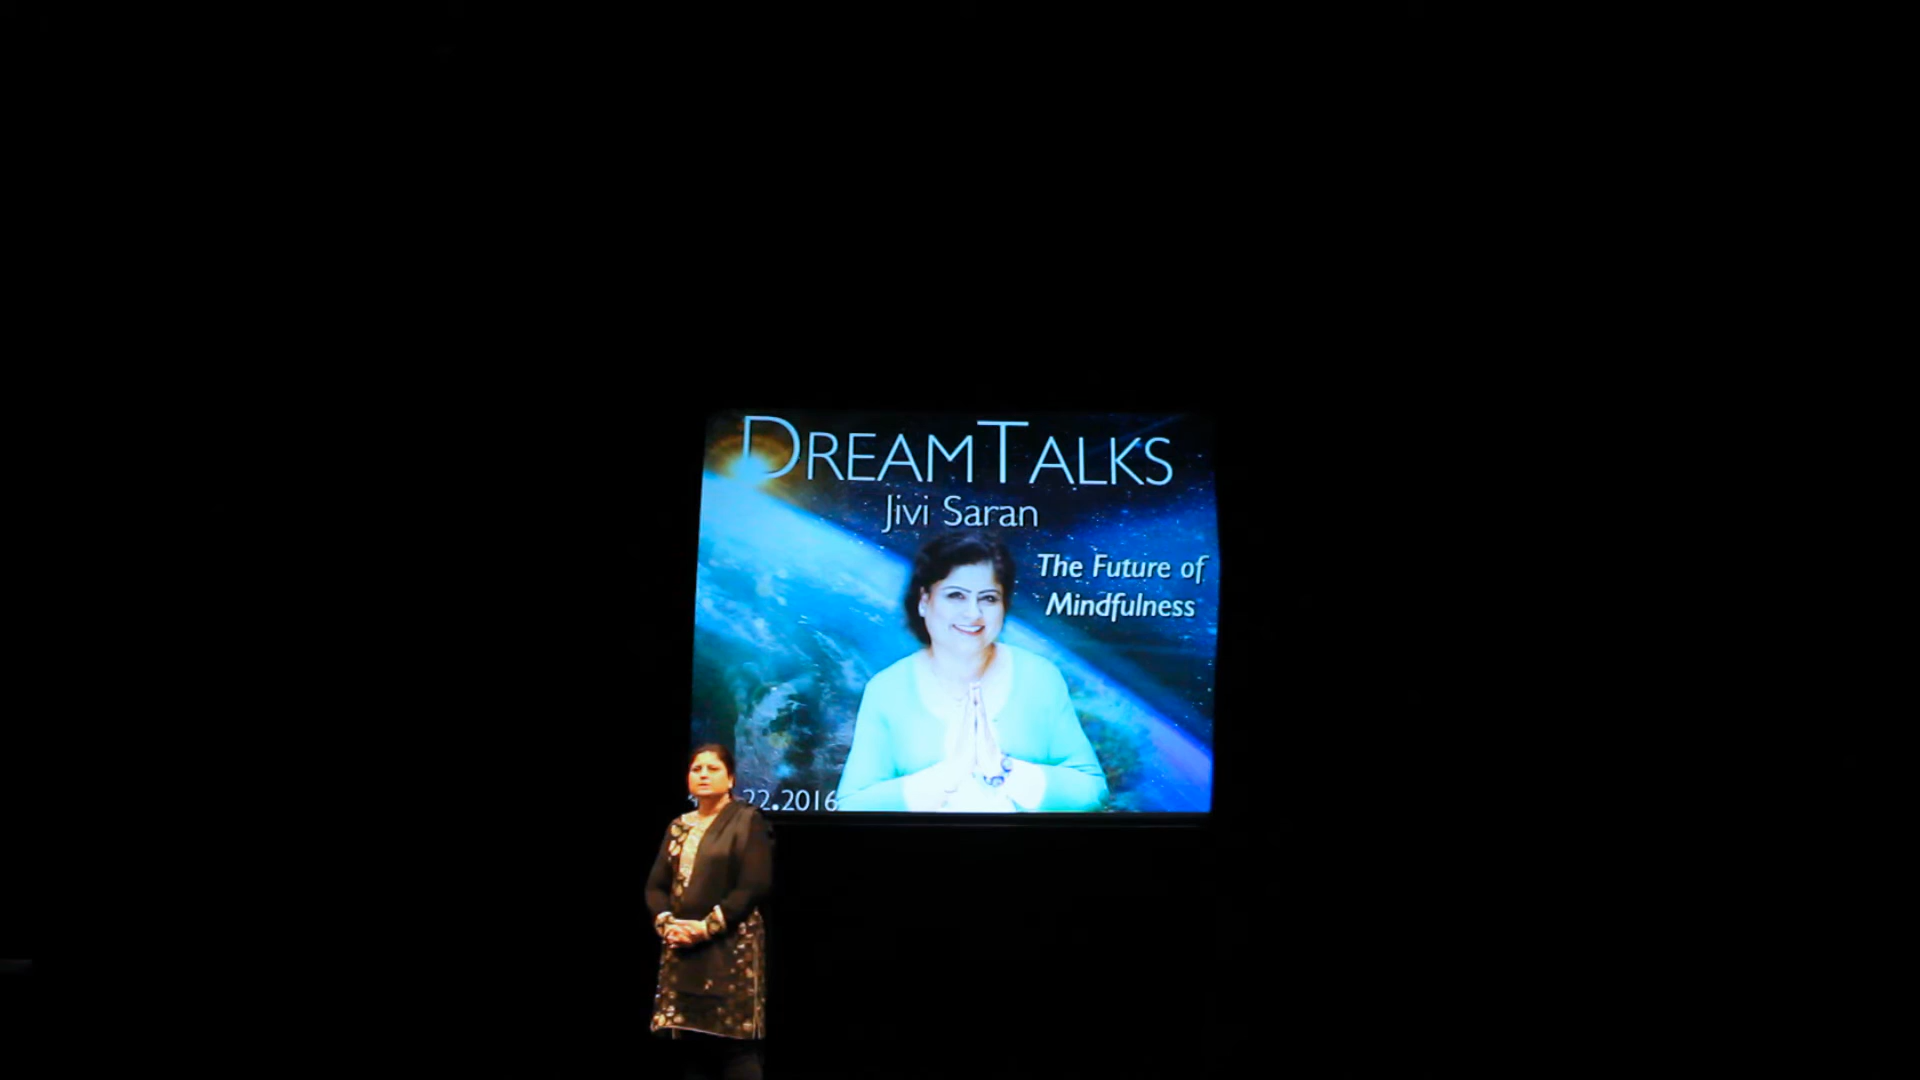 DREAMTALKS
Jivi Saran
The Future of
Mindfulness
22.2016